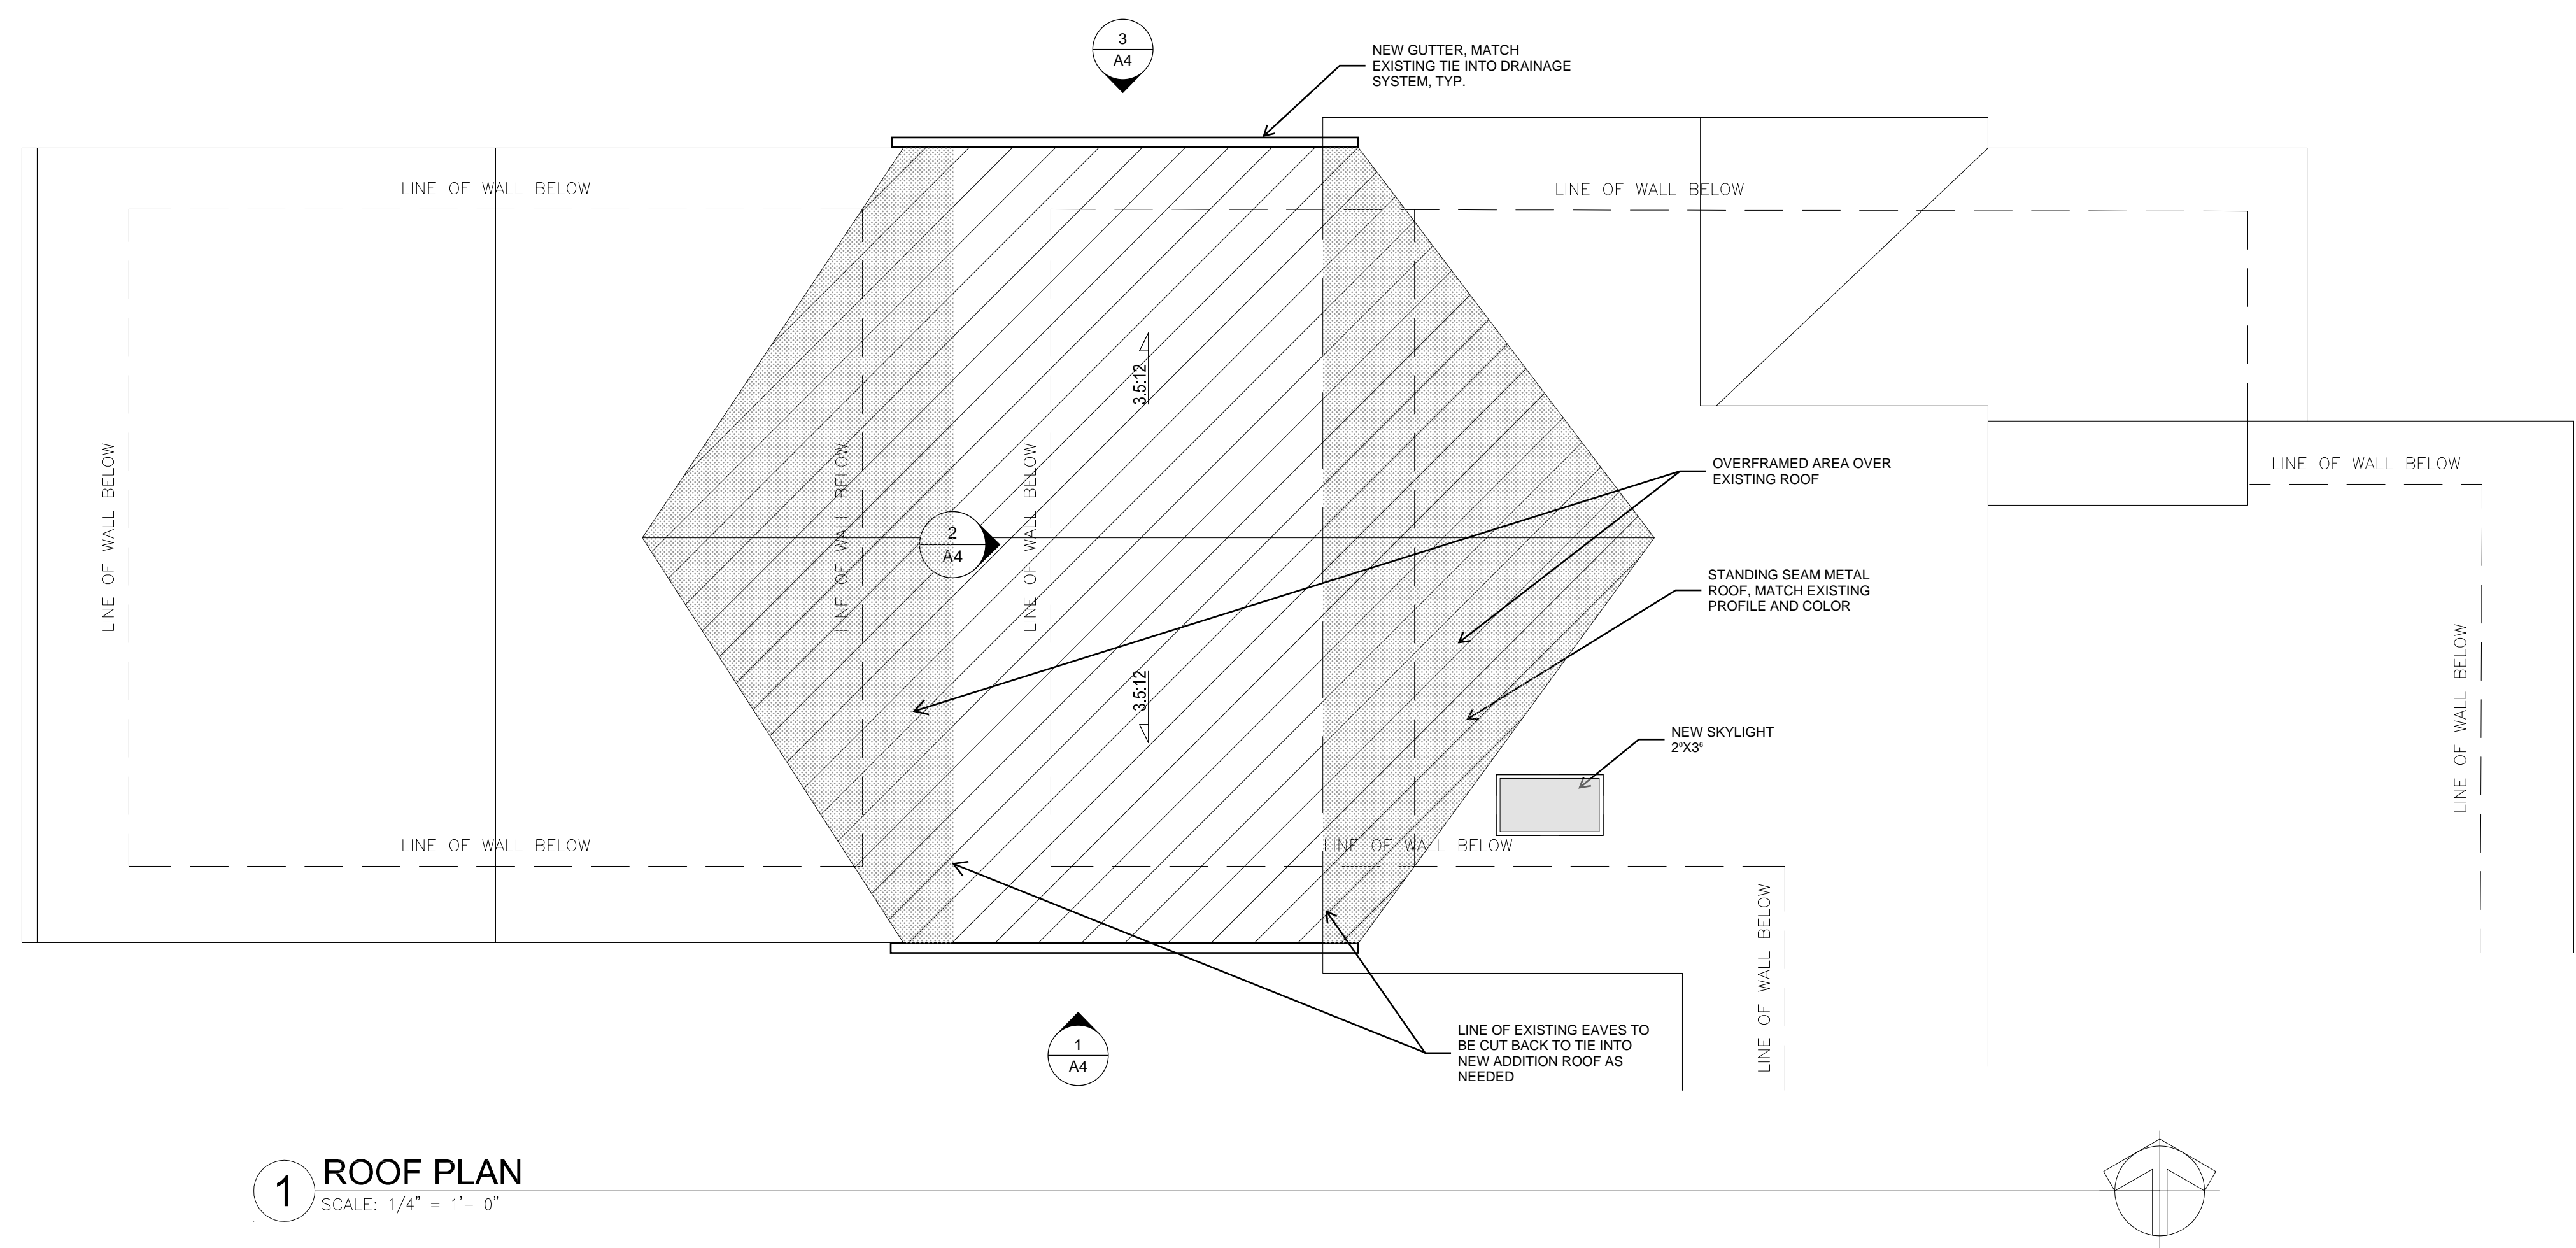 3
A4
NEW GUTTER, MATCH
EXISTING TIE INTO DRAINAGE
SYSTEM, TYP.
LINE OF WALL BELOW
LINE OF WALL BELOW
3.5:12
LINE OF WALL BELOW
LINE OF WALL BELOW
LINE OF WALL BELOW
OVERFRAMED AREA OVER
EXISTING ROOF
LINE OF WALL BELOW
2
A4
STANDING SEAM METAL
ROOF, MATCH EXISTING
PROFILE AND COLOR
LINE OF WALL BELOW
3.5:12
NEW SKYLIGHT
2⁰X3⁶
LINE OF WALL BELOW
LINE OF WALL BELOW
LINE OF WALL BELOW
1
A4
LINE OF EXISTING EAVES TO
BE CUT BACK TO TIE INTO
NEW ADDITION ROOF AS
NEEDED
1
ROOF PLAN
SCALE: 1/4" = 1'- 0"